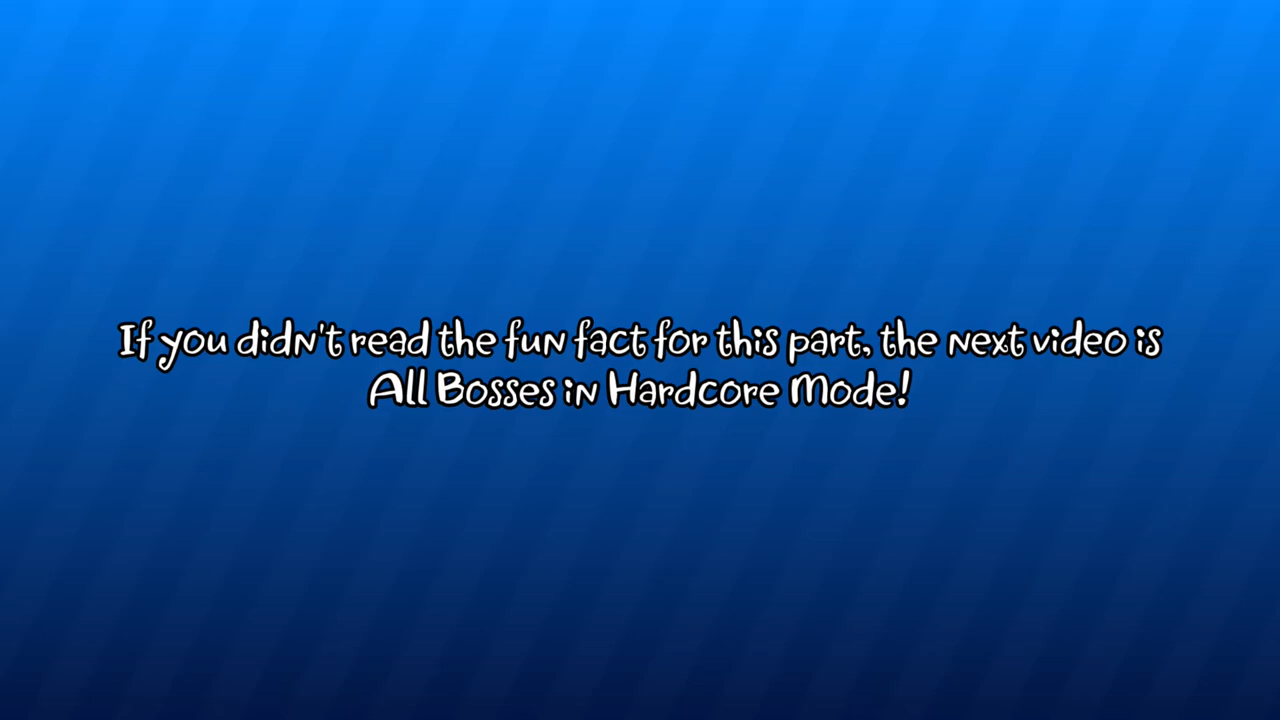 If you didn't read the fun fact for this part, the next video is
All Bosses in Hardcore Mode!